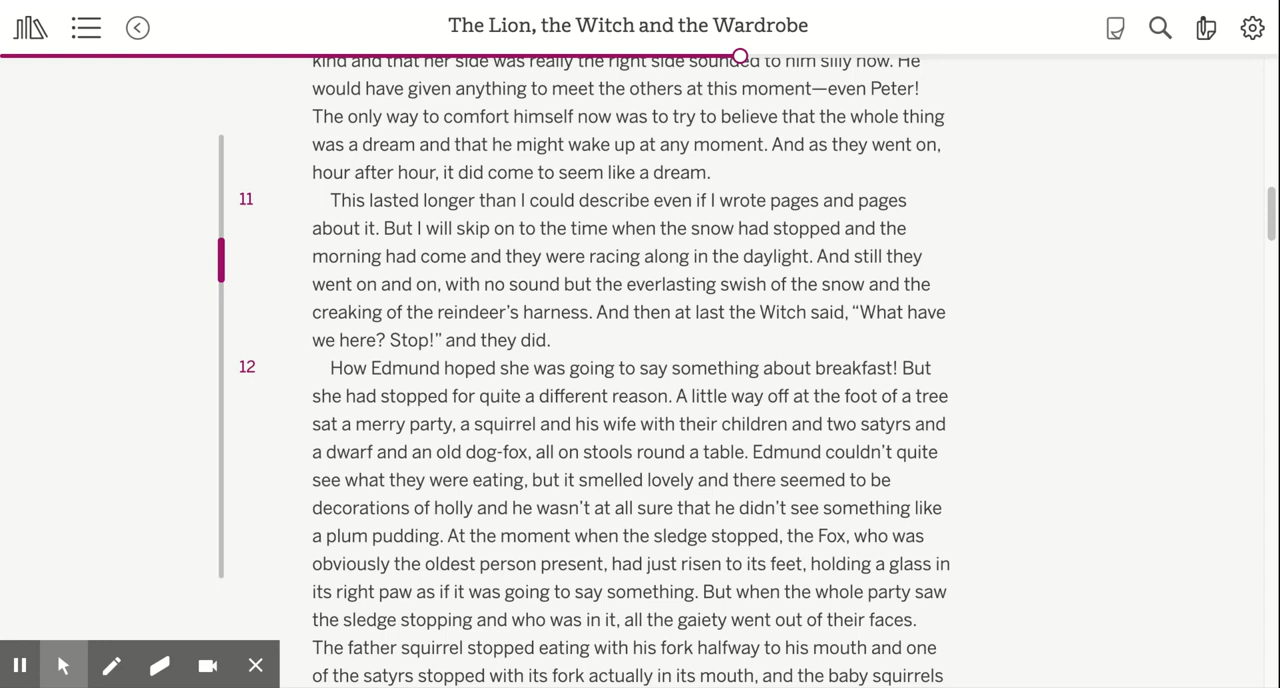 The Lion, the Witch and the Wardrobe
kind and that her side was really the right side sounded to him silly now. He
would have given anything to meet the others at this moment—even Peter!
The only way to comfort himself now was to try to believe that the whole thing
was a dream and that he might wake up at any moment. And as they went on,
hour after hour, it did come to seem like a dream.
11 This lasted longer than I could describe even if I wrote pages and pages
about it. But I will skip on to the time when the snow had stopped and the
morning had come and they were racing along in the daylight. And still they
went on and on, with no sound but the everlasting swish of the snow and the
creaking of the reindeer’s harness. And then at last the Witch said, “What have
we here? Stop!” and they did.
12 How Edmund hoped she was going to say something about breakfast! But
she had stopped for quite a different reason. A little way off at the foot of a tree
sat a merry party, a squirrel and his wife with their children and two satyrs and
a dwarf and an old dog-fox, all on stools round a table. Edmund couldn’t quite
see what they were eating, but it smelled lovely and there seemed to be
decorations of holly and he wasn’t at all sure that he didn’t see something like
a plum pudding. At the moment when the sledge stopped, the Fox, who was
obviously the oldest person present, had just risen to its feet, holding a glass in
its right paw as if it was going to say something. But when the whole party saw
the sledge stopping and who was in it, all the gaiety went out of their faces.
The father squirrel stopped eating with his fork halfway to his mouth and one
of the satyrs stopped with its fork actually in its mouth, and the baby squirrels